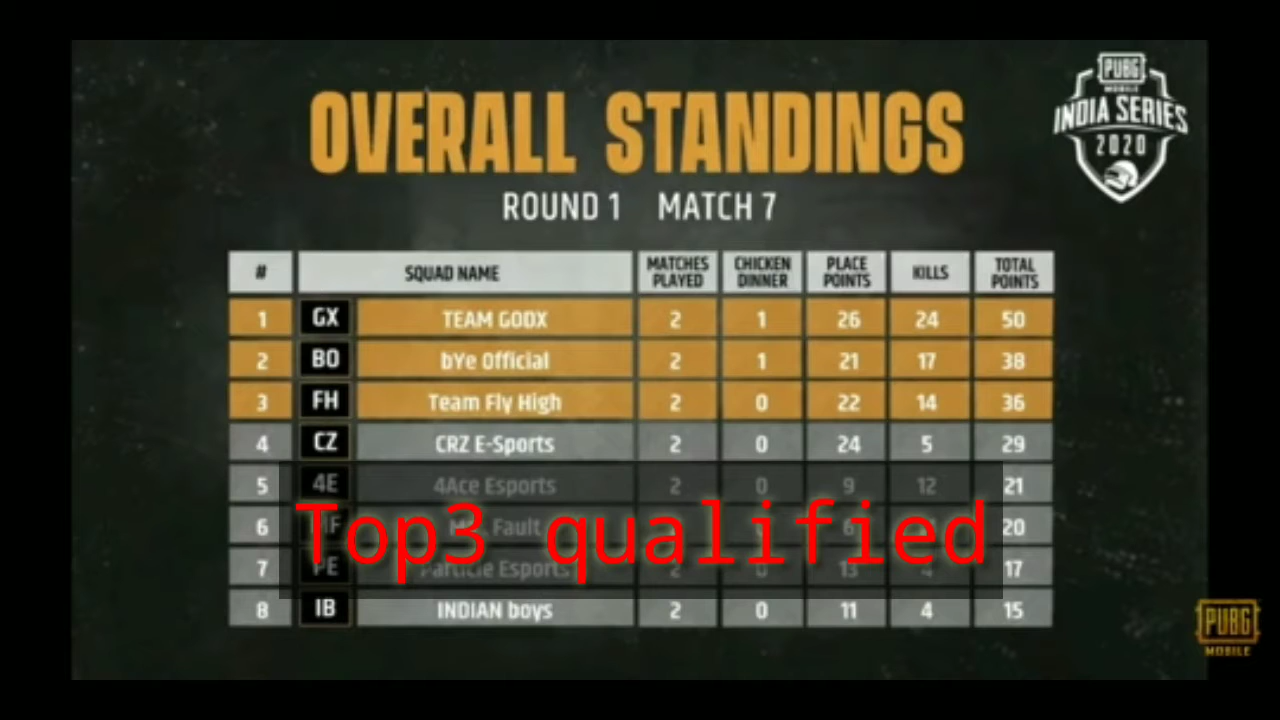 PUBG
MOBILE
INDIA SERIES
2020
OVERALL STANDINGS
ROUND 1 MATCH 7
# SQUAD NAME MATCHES PLAYED CHICKEN DINNER PLACE POINTS KILLS TOTAL POINTS
1 GX TEAM GODX 2 1 26 24 50
2 BO bYe Official 2 1 21 17 38
3 FH Team Fly High 2 0 22 14 36
4 CZ CRZ E-Sports 2 0 24 5 29
5 4E 4Ace Esports 2 0 9 12 21
6 Fault 20
Top3 qualified
7 PE Particle Esports 2 0 13 4 17
8 IB INDIAN boys 2 0 11 4 15
PUBG
MOBILE